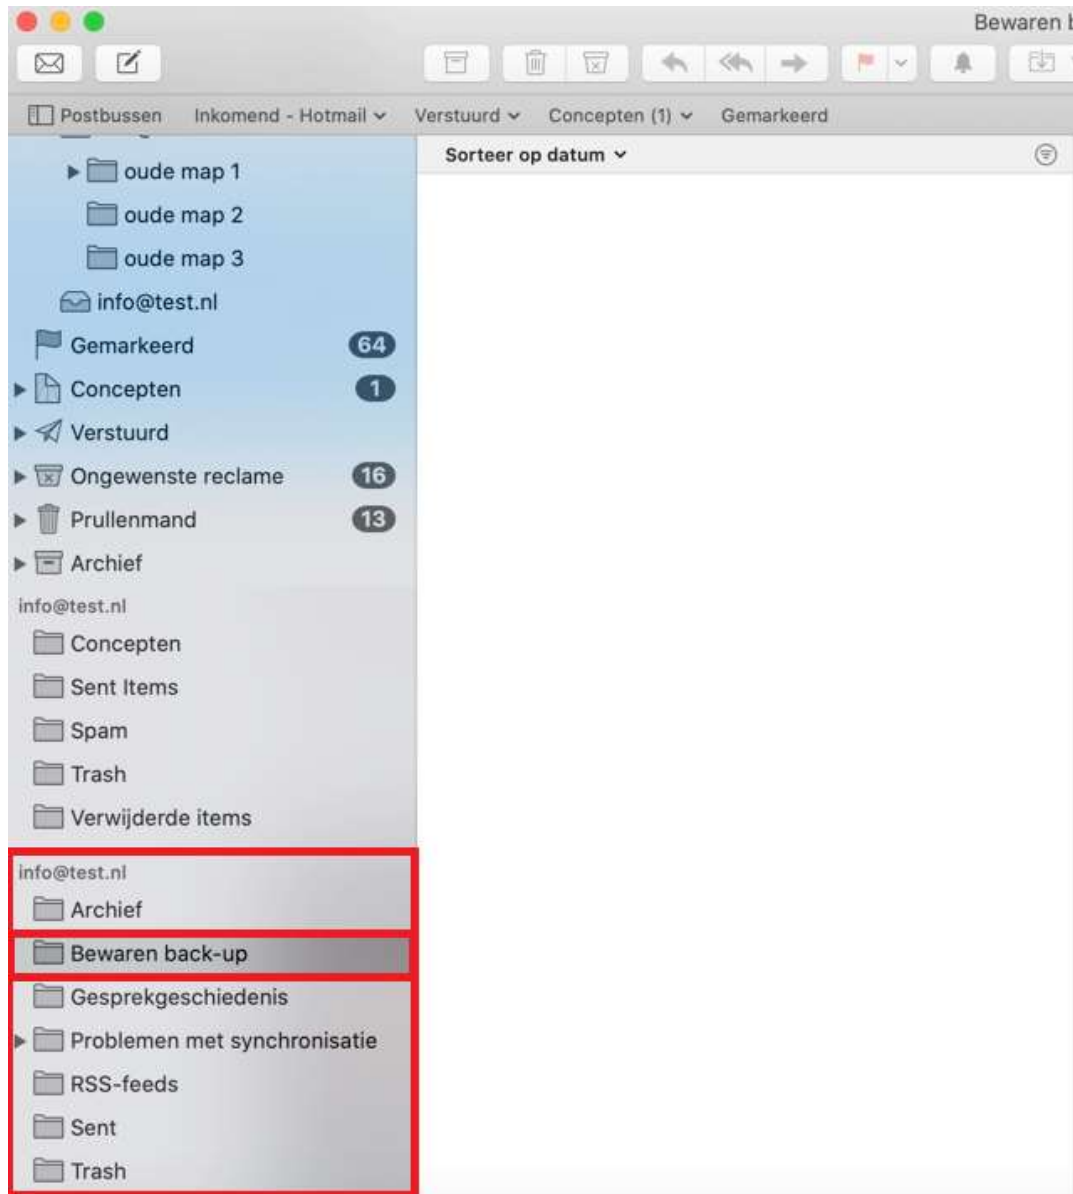 Bewaren b
Postbussen Inkomend - Hotmail Verstuurd Concepten (1) Gemarkeerd
Sorteer op datum
oude map 1
oude map 2
oude map 3
info@test.nl
Gemarkeerd 64
Concepten 1
Verstuurd
Ongewenste reclame 16
Prullenmand 13
Archief
info@test.nl
Concepten
Sent Items
Spam
Trash
Verwijderde items
info@test.nl
Archief
Bewaren back-up
Gesprekgeschiedenis
Problemen met synchronisatie
RSS-feeds
Sent
Trash